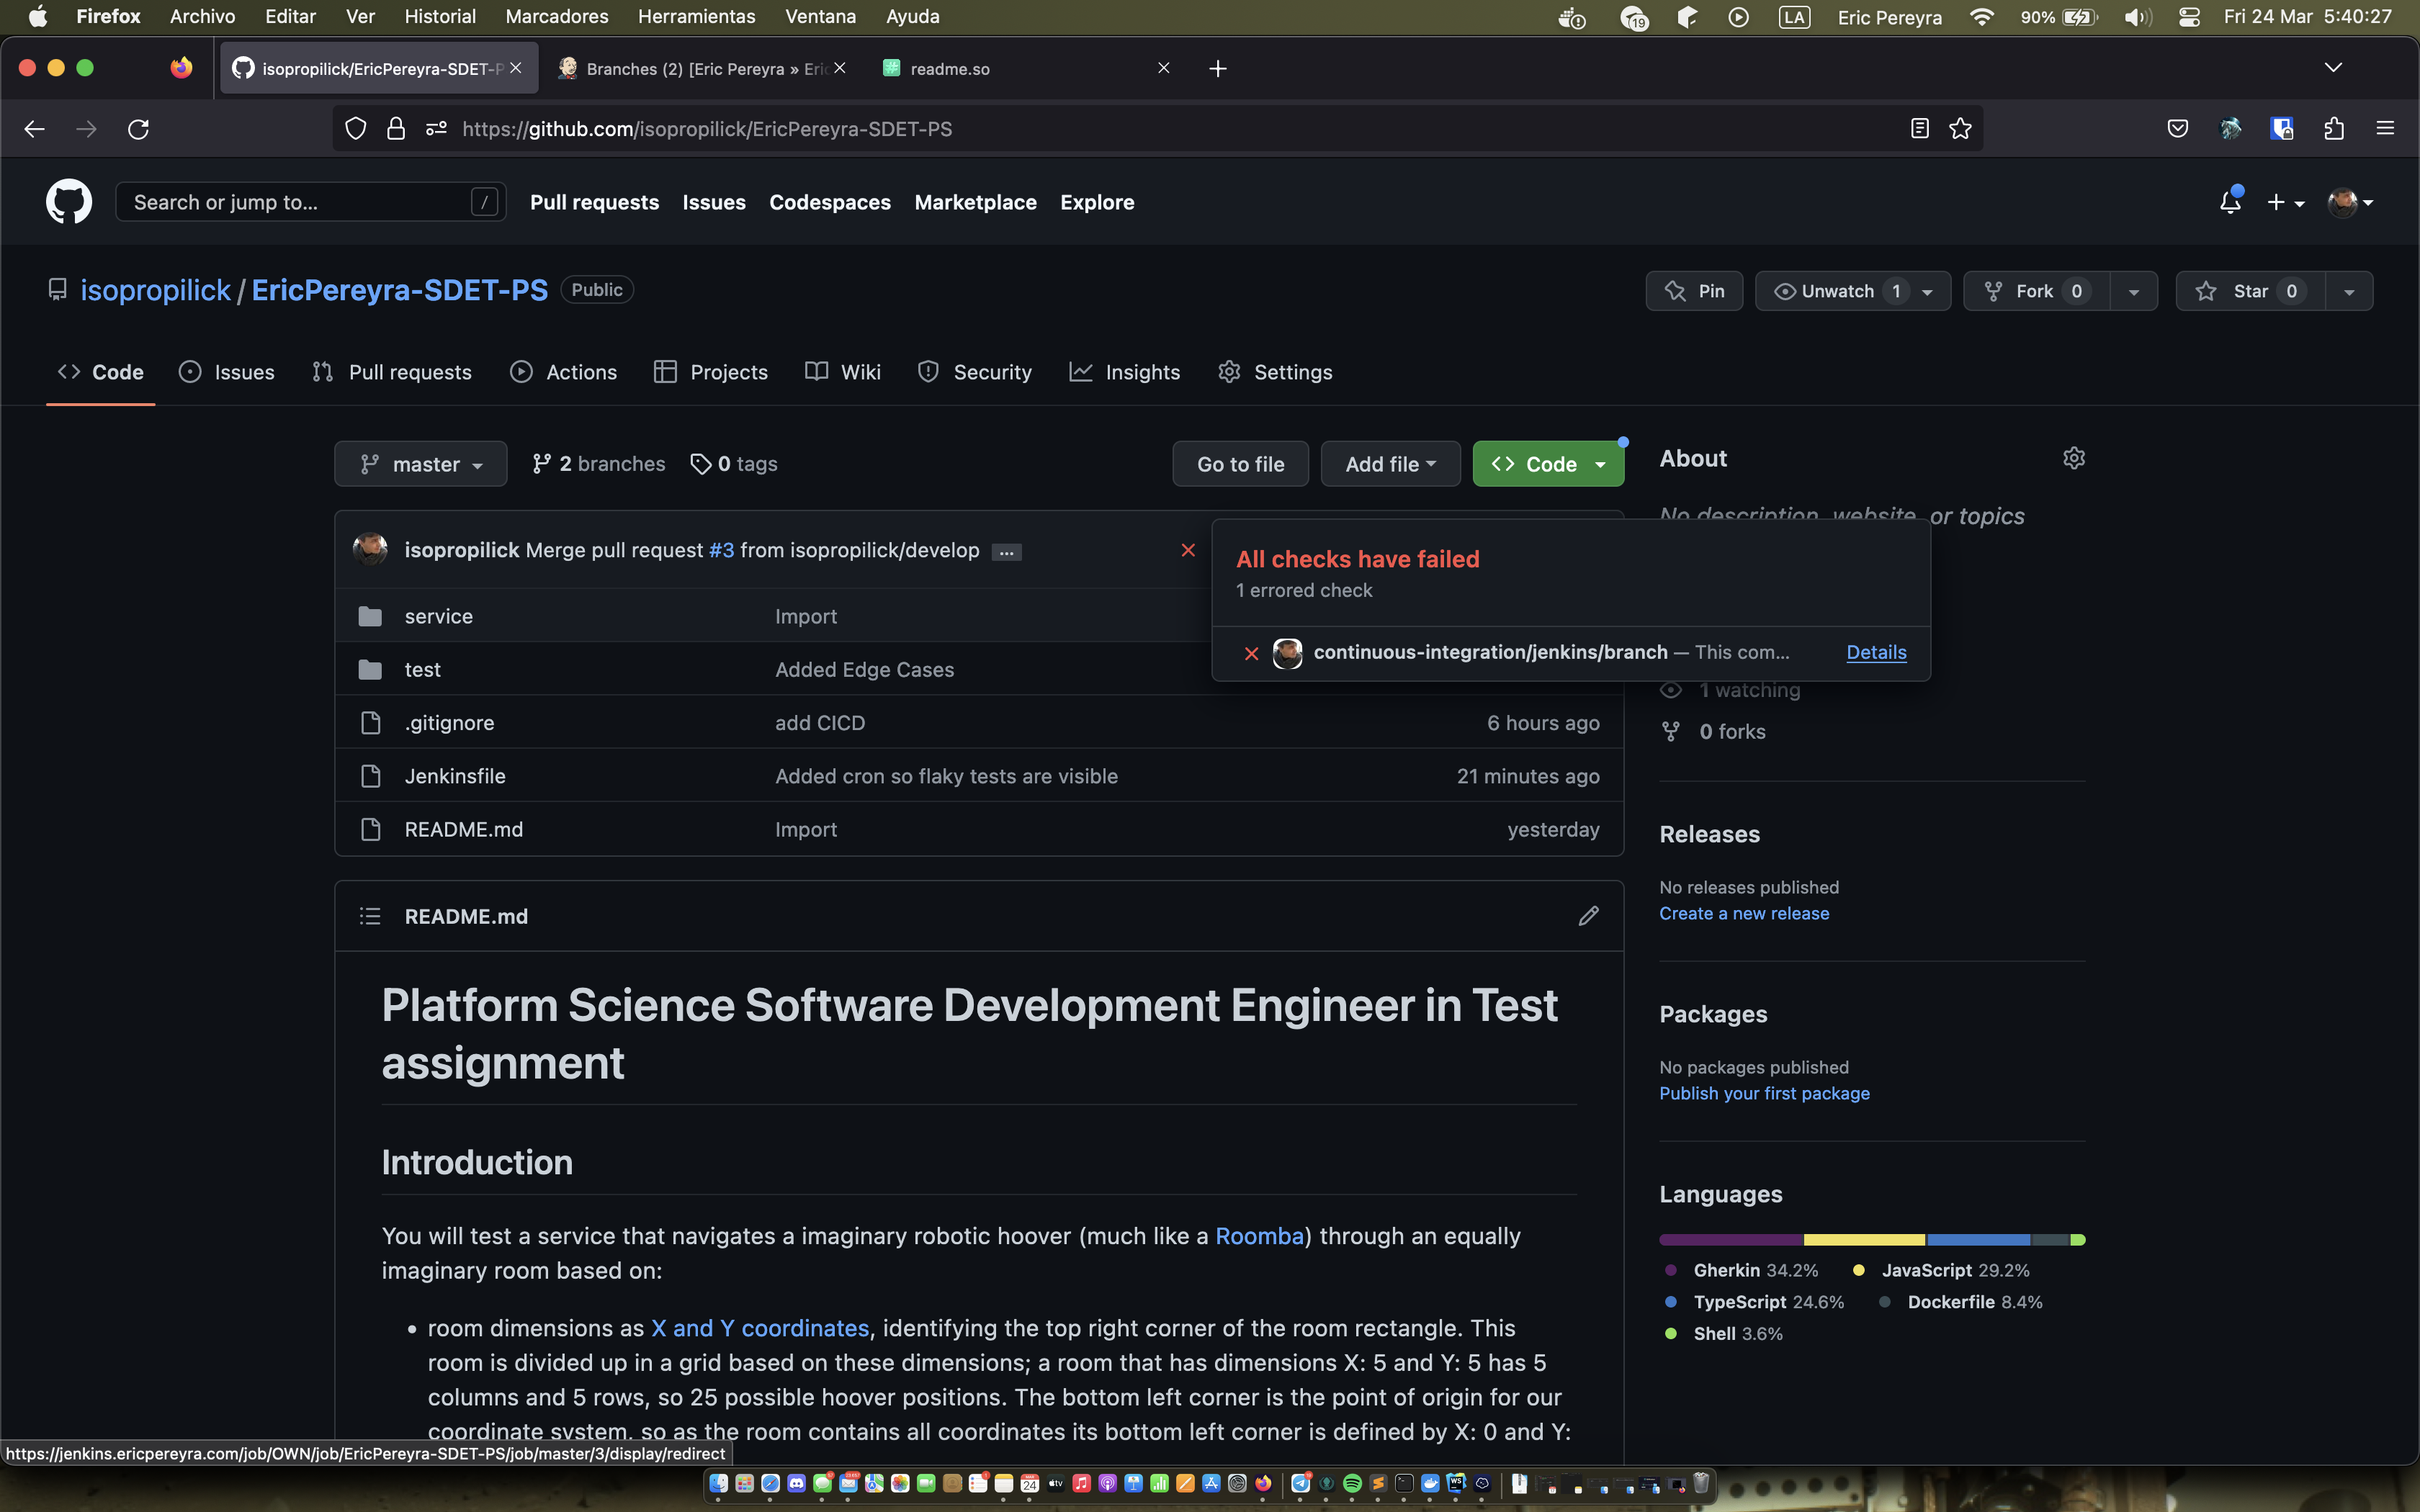 Firefox Archivo Editar Ver Historial Marcadores Herramientas Ventana Ayuda 19 LA Eric Pereyra 90% Fri 24 Mar 5:40:27
isopropilick/EricPereyra-SDET-P Branches (2) [Eric Pereyra » Eric readme.so
https://github.com/isopropilick/EricPereyra-SDET-PS
Search or jump to... / Pull requests Issues Codespaces Marketplace Explore
isopropilick / EricPereyra-SDET-PS Public Pin Unwatch 1 Fork 0 Star 0
Code Issues Pull requests Actions Projects Wiki Security Insights Settings
master 2 branches 0 tags Go to file Add file Code
About
No description, website, or topics
isopropilick Merge pull request #3 from isopropilick/develop ...
All checks have failed
1 errored check
continuous-integration/jenkins/branch — This com... Details
service Import
test Added Edge Cases
.gitignore add CICD 6 hours ago
Jenkinsfile Added cron so flaky tests are visible 21 minutes ago
README.md Import yesterday
1 watching
0 forks
Releases
No releases published
Create a new release
Packages
No packages published
Publish your first package
Languages
Gherkin 34.2% JavaScript 29.2%
TypeScript 24.6% Dockerfile 8.4%
Shell 3.6%
README.md
Platform Science Software Development Engineer in Test
assignment
Introduction
You will test a service that navigates a imaginary robotic hoover (much like a Roomba) through an equally
imaginary room based on:
• room dimensions as X and Y coordinates, identifying the top right corner of the room rectangle. This
room is divided up in a grid based on these dimensions; a room that has dimensions X: 5 and Y: 5 has 5
columns and 5 rows, so 25 possible hoover positions. The bottom left corner is the point of origin for our
coordinate system, so as the room contains all coordinates its bottom left corner is defined by X: 0 and Y:
https://jenkins.ericpereyra.com/job/OWN/job/EricPereyra-SDET-PS/job/master/3/display/redirect
24 tv WS